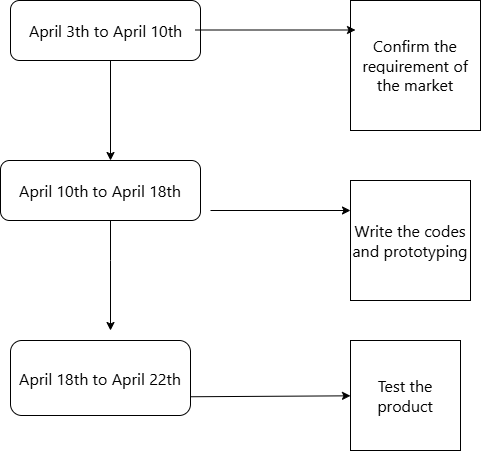 April 3th to April 10th
Confirm the
requirement of
the market
April 10th to April 18th
Write the codes
and prototyping
April 18th to April 22th
Test the
product